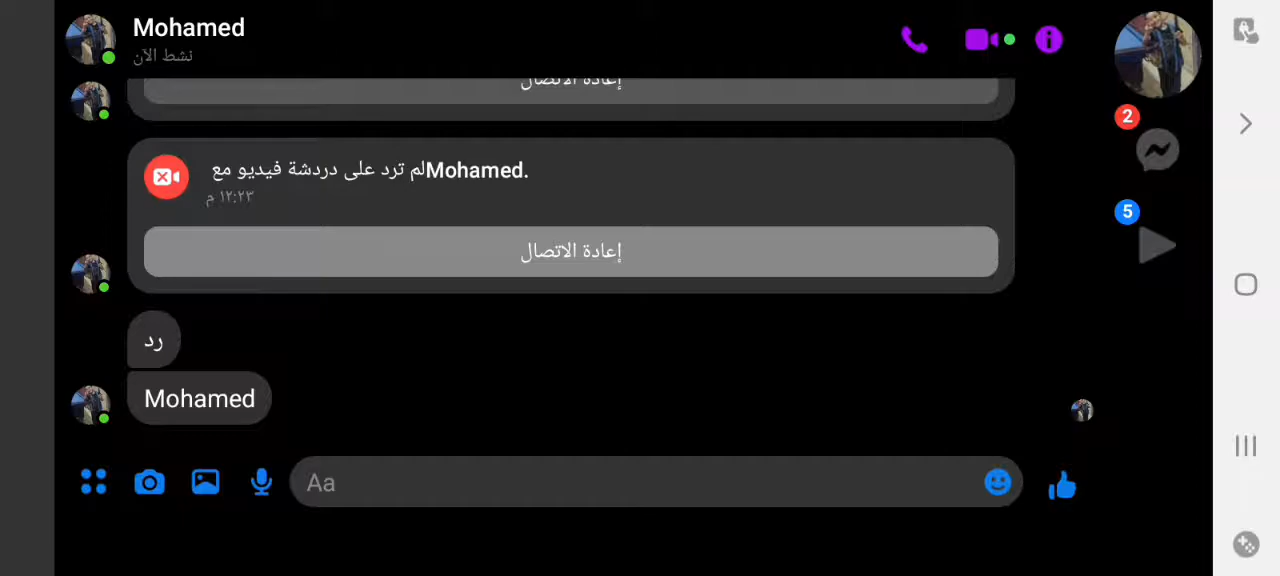 Mohamed
نشط الآن
إعادة الاتصال
لم ترد على دردشة فيديو مع Mohamed.
١٢:٢٣ م
إعادة الاتصال
رد
Mohamed
Aa
2
5